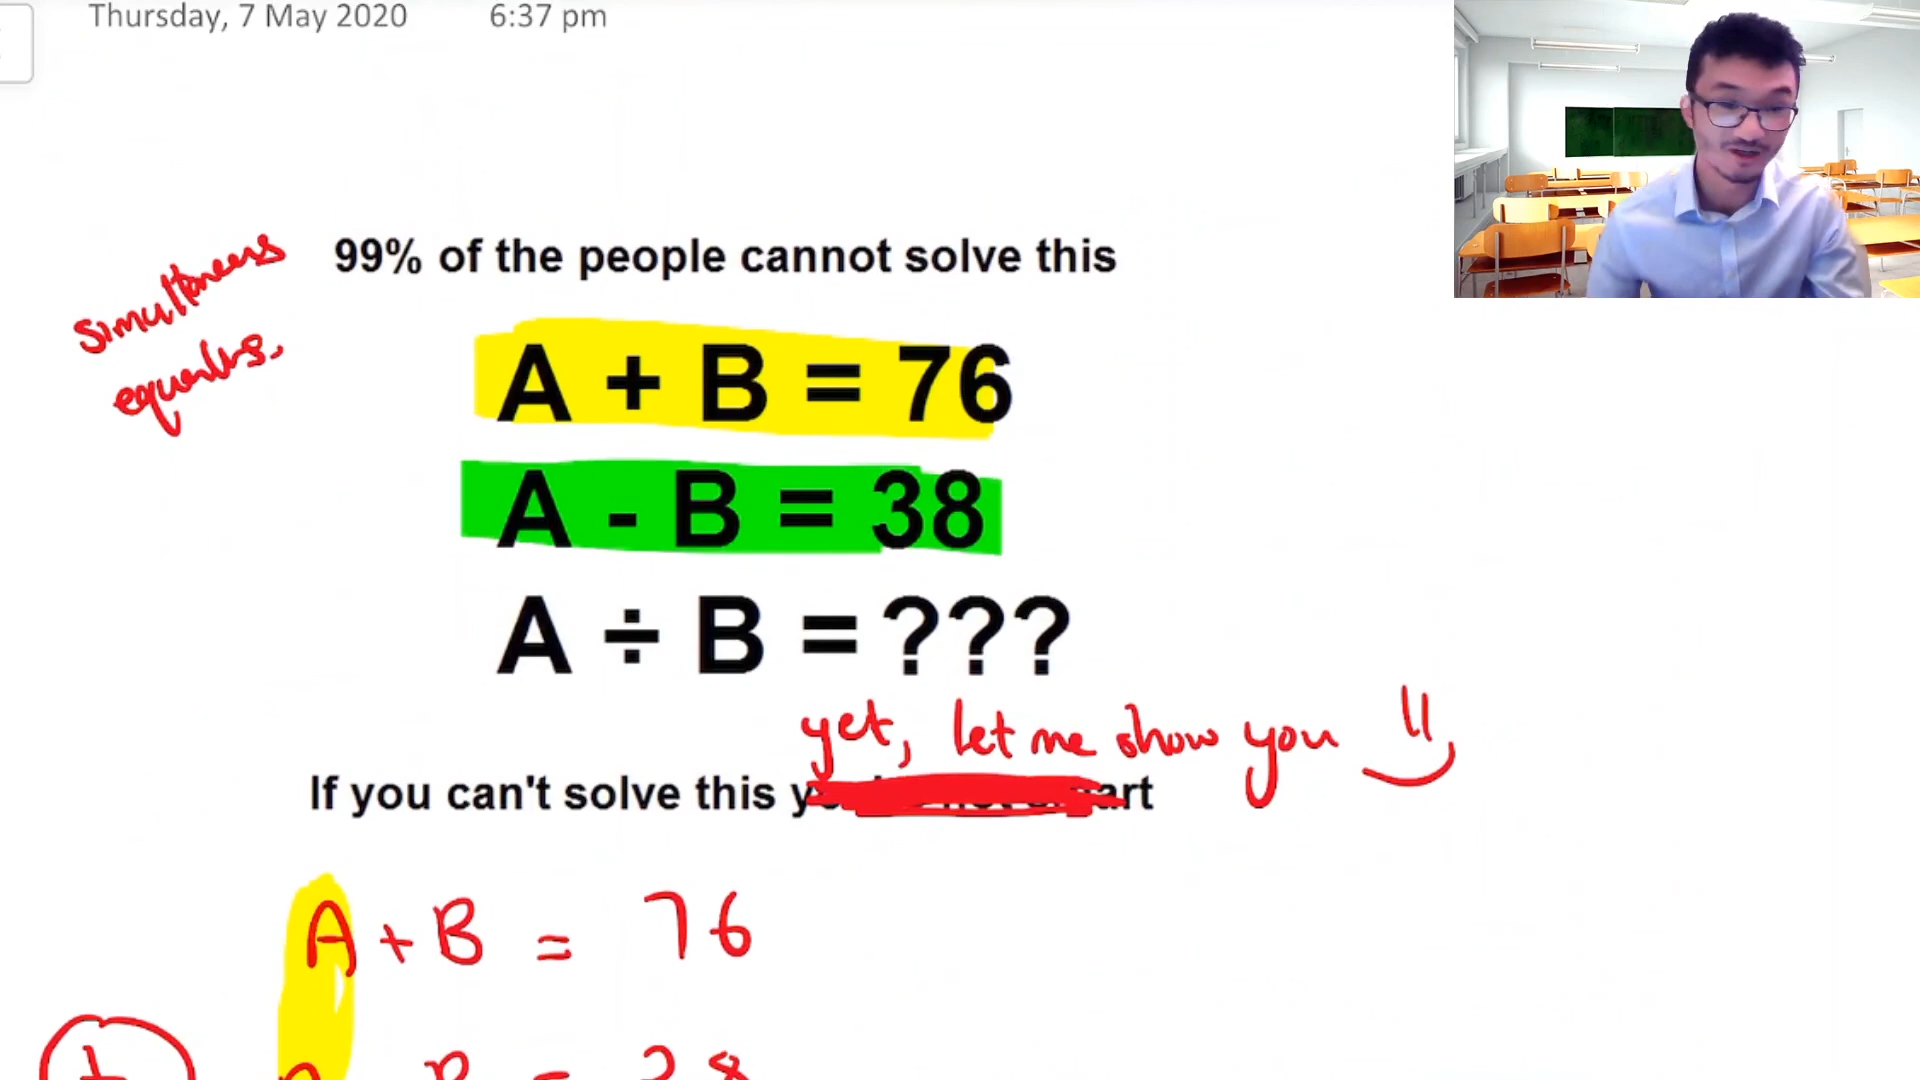 Thursday, 7 May 2020 6:37 pm
99% of the people cannot solve this
simultaneous
A + B = 76
A - B = 38
A ÷ B = ???
yet, let me show you
If you can't solve this
A + B = 76
B = 38